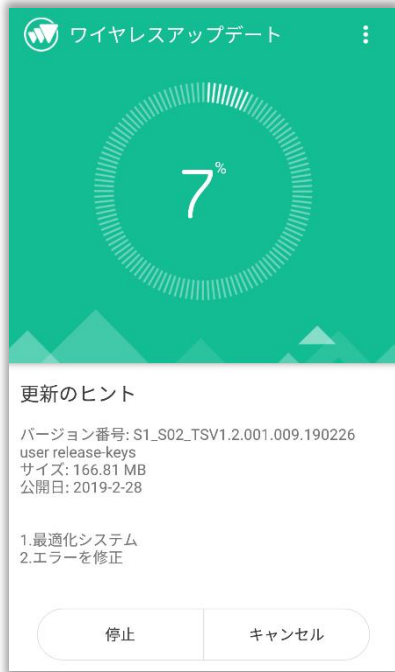 ワイヤレスアップデート
7%
更新のヒント
バージョン番号: S1_S02_TSV1.2.001.009.190226
user release-keys
サイズ: 166.81 MB
公開日: 2019-2-28
1.最適化システム
2.エラーを修正
停止
キャンセル